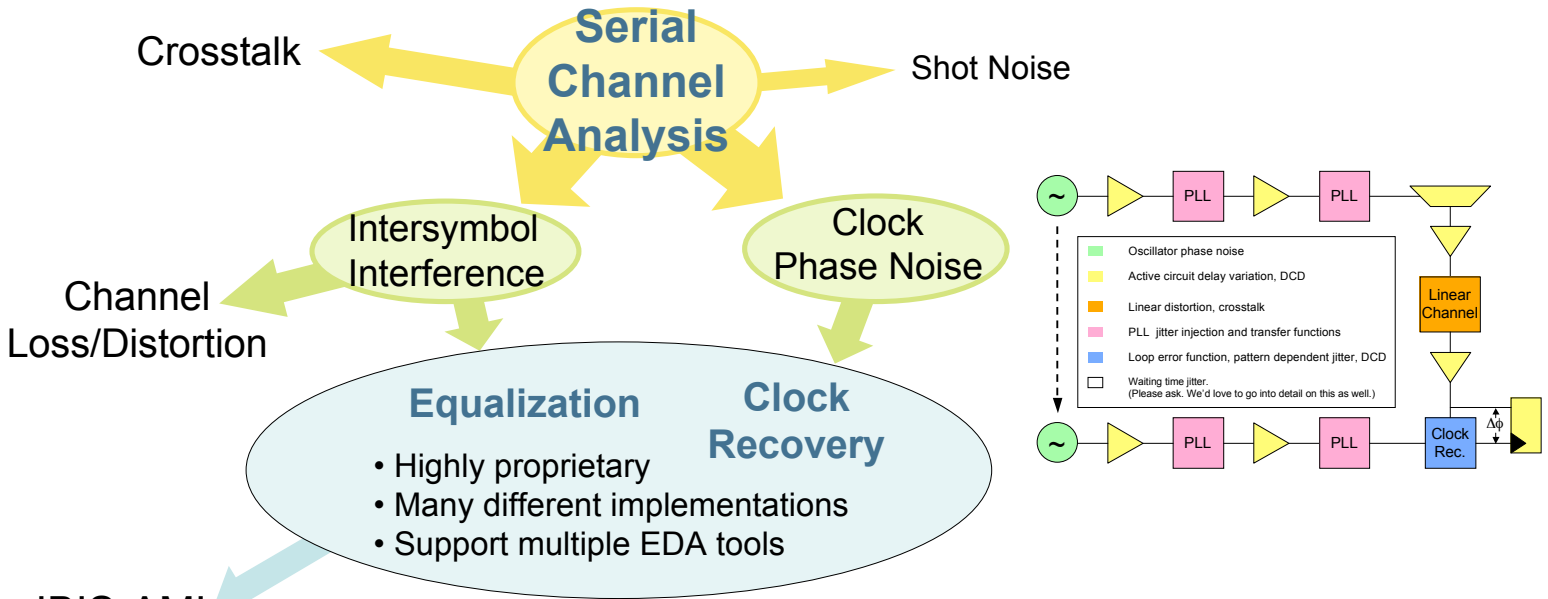 Serial
Channel
Analysis
Crosstalk
Shot Noise
Intersymbol
Interference
Clock
Phase Noise
Channel
Loss/Distortion
Equalization
Clock
Recovery
• Highly proprietary
• Many different implementations
• Support multiple EDA tools
~
PLL
PLL
Oscillator phase noise
Active circuit delay variation, DCD
Linear distortion, crosstalk
PLL jitter injection and transfer functions
Loop error function, pattern dependent jitter, DCD
Waiting time jitter.
(Please ask. We'd love to go into detail on this as well.)
Linear
Channel
~
PLL
PLL
Clock
Rec.
Δϕ